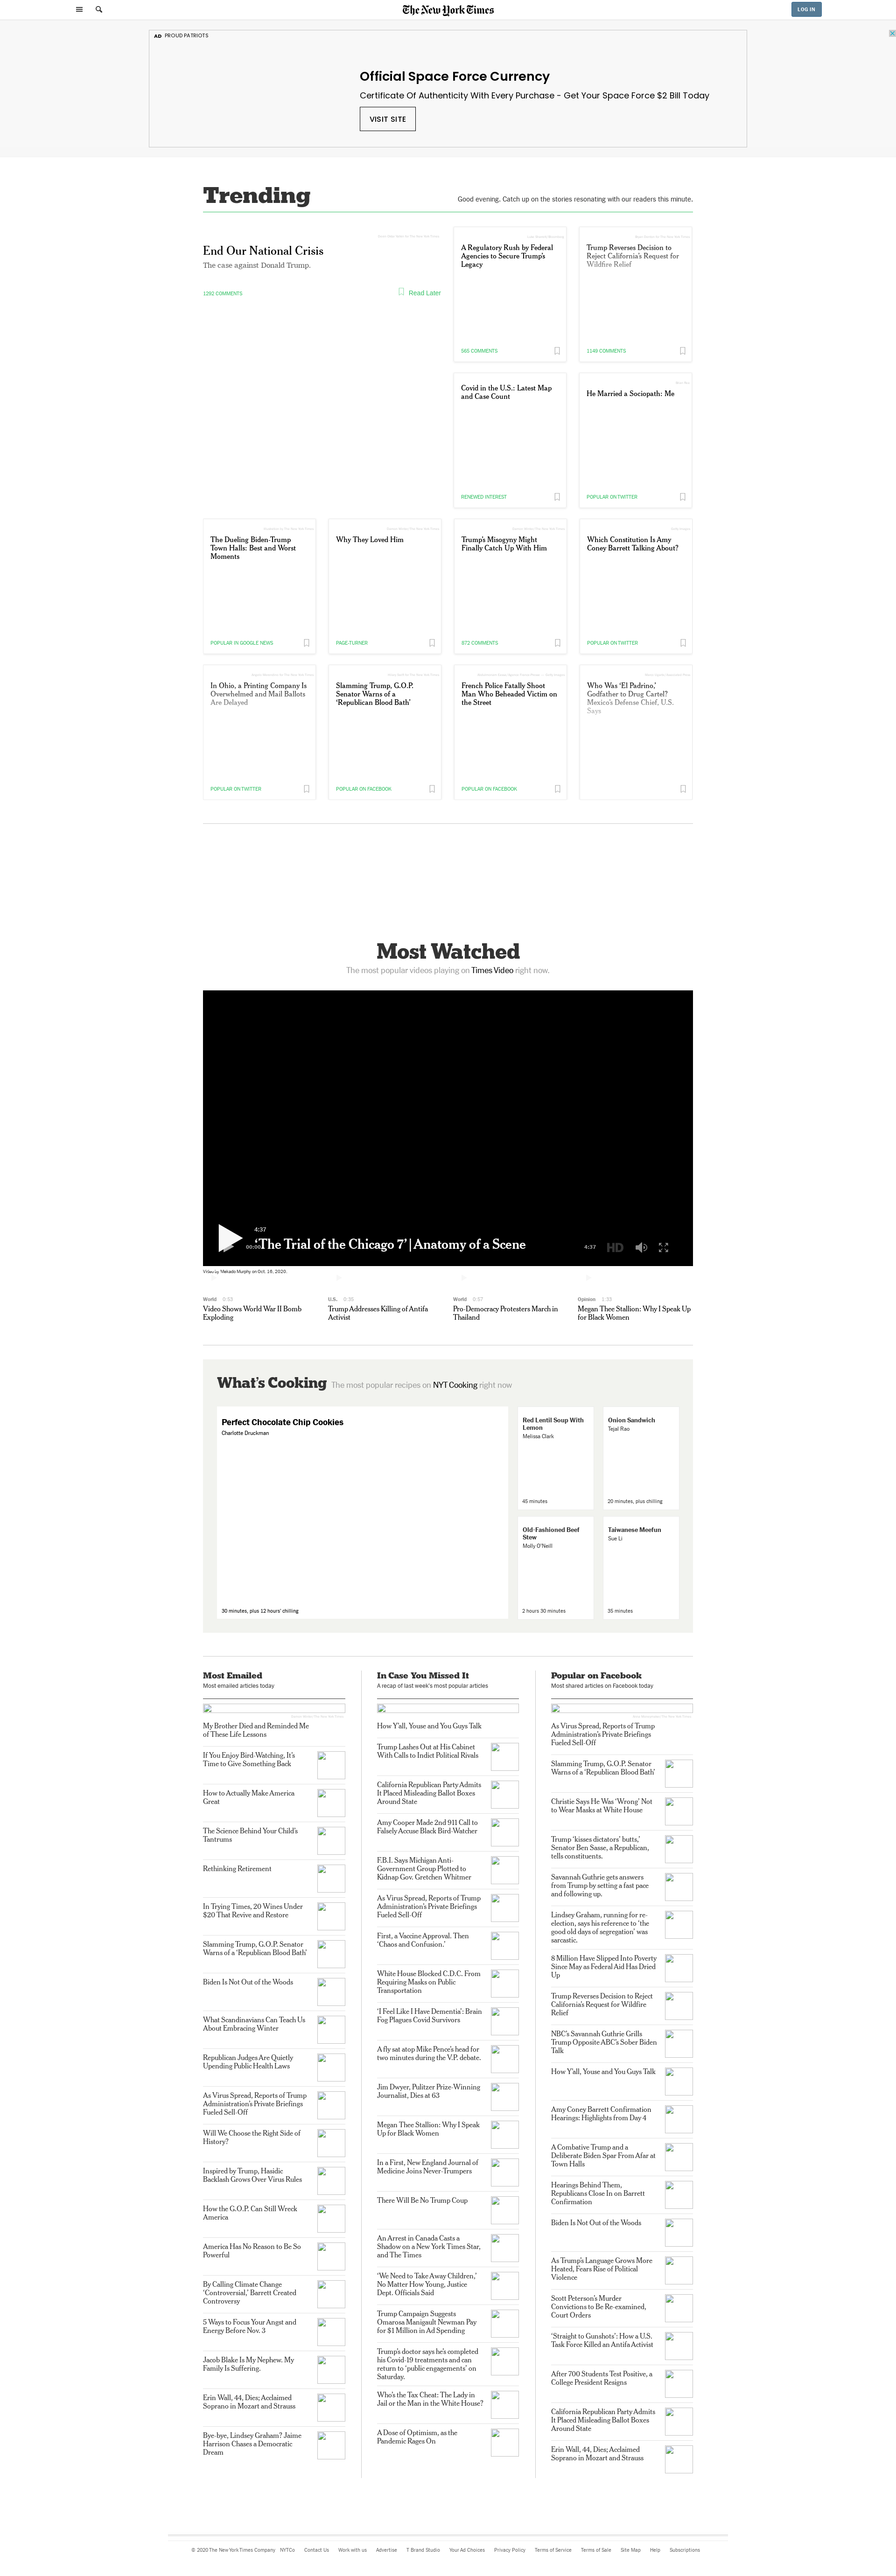 The New York Times
LOG IN
AD PROUD PATRIOTS
Official Space Force Currency
Certificate Of Authenticity With Every Purchase - Get Your Space Force $2 Bill Today
VISIT SITE
Trending
Good evening. Catch up on the stories resonating with our readers this minute.
End Our National Crisis
The case against Donald Trump.
1262 COMMENTS
Read Later
A Regulatory Rush by Federal
Agencies to Secure Trump's
Legacy
565 COMMENTS
Trump Reverses Decision to
Reject California's Request for
Wildfire Relief
1148 COMMENTS
Covid in the U.S.: Latest Map
and Case Count
RENEWED INTEREST
He Married a Sociopath: Me
POPULAR ON TWITTER
The Dueling Biden-Trump
Town Halls: Best and Worst
Moments
POPULAR IN GOOGLE NEWS
Why They Loved Him
PAGE-TURNER
Trump's Misogyny Might
Finally Catch Up With Him
872 COMMENTS
Which Constitution Is Amy
Coney Barrett Talking About?
POPULAR ON TWITTER
In Ohio, a Printing Company Is
Overwhelmed and Mail Ballots
Are Delayed
POPULAR ON TWITTER
Slamming Trump, G.O.P.
Senator Warns of a
'Republican Blood Bath'
POPULAR ON FACEBOOK
French Police Fatally Shoot
Man Who Beheaded Victim on
the Street
POPULAR ON FACEBOOK
Who Was 'El Padrino,'
Godfather to Drug Cartel?
Mexico's Defense Chief, U.S.
Says
Most Watched
The most popular videos playing on Times Video right now.
4:37
00:00
'The Trial of the Chicago 7' | Anatomy of a Scene
4:37
HD
Video by Mekado Murphy on Oct. 16, 2020.
World 0:53
Video Shows World War II Bomb
Exploding
U.S. 0:35
Trump Addresses Killing of Antifa
Activist
World 0:57
Pro-Democracy Protesters March in
Thailand
Opinion 1:35
Megan Thee Stallion: Why I Speak Up
for Black Women
What's Cooking The most popular recipes on NYT Cooking right now
Perfect Chocolate Chip Cookies
Charlotte Druckman
30 minutes, plus 12 hours' chilling
Red Lentil Soup With
Lemon
Melissa Clark
45 minutes
Onion Sandwich
Tejal Rao
20 minutes, plus chilling
Old-Fashioned Beef
Stew
Molly O'Neill
2 hours 30 minutes
Taiwanese Meefun
Sue Li
35 minutes
Most Emailed
Most emailed articles today
My Brother Died and Reminded Me
of These Life Lessons
If You Enjoy Bird-Watching, It's
Time to Give Something Back
How to Actually Make America
Great
The Science Behind Your Child's
Tantrums
Rethinking Retirement
In Trying Times, 20 Wines Under
$20 That Revive and Restore
Slamming Trump, G.O.P. Senator
Warns of a 'Republican Blood Bath'
Biden Is Not Out of the Woods
What Scandinavians Can Teach Us
About Embracing Winter
Republican Judges Are Quietly
Upending Public Health Laws
As Virus Spread, Reports of Trump
Administration's Private Briefings
Fueled Sell-Off
Will We Choose the Right Side of
History?
Inspired by Trump, Hasidic
Backlash Grows Over Virus Rules
How the G.O.P. Can Still Wreck
America
America Has No Reason to Be So
Powerful
By Calling Climate Change
'Controversial,' Barrett Created
Controversy
5 Ways to Focus Your Angst and
Energy Before Nov. 3
Jacob Blake Is My Nephew. My
Family Is Suffering.
Erin Wall, 44, Dies; Acclaimed
Soprano in Mozart and Strauss
Bye-bye, Lindsey Graham? Jaime
Harrison Chases a Democratic
Dream
In Case You Missed It
A recap of last week's most popular articles
How Y'all, Youse and You Guys Talk
Trump Lashes Out at His Cabinet
With Calls to Indict Political Rivals
California Republican Party Admits
It Placed Misleading Ballot Boxes
Around State
Amy Cooper Made 2nd 911 Call to
Falsely Accuse Black Bird-Watcher
F.B.I. Says Michigan Anti-
Government Group Plotted to
Kidnap Gov. Gretchen Whitmer
As Virus Spread, Reports of Trump
Administration's Private Briefings
Fueled Sell-Off
First, a Vaccine Approval. Then
'Chaos and Confusion.'
White House Blocked C.D.C. From
Requiring Masks on Public
Transportation
'I Feel Like I Have Dementia': Brain
Fog Plagues Covid Survivors
A fly sat atop Mike Pence's head for
two minutes during the V.P. debate.
Jim Dwyer, Pulitzer Prize-Winning
Journalist, Dies at 63
Megan Thee Stallion: Why I Speak
Up for Black Women
In a First, New England Journal of
Medicine Joins Never-Trumpers
There Will Be No Trump Coup
An Arrest in Canada Casts a
Shadow on a New York Times Star,
and The Times
'We Need to Take Away Children,'
No Matter How Young, Justice
Dept. Officials Said
Trump Campaign Suggests
Omarosa Manigault Newman Pay
for $1 Million in Ad Spending
Trump's doctor says he's completed
his Covid-19 treatments and can
return to 'public engagements' on
Saturday.
Who's the Tax Cheat: The Lady in
Jail or the Man in the White House?
A Dose of Optimism, as the
Pandemic Rages On
Popular on Facebook
Most shared articles on Facebook today
As Virus Spread, Reports of Trump
Administration's Private Briefings
Fueled Sell-Off
Slamming Trump, G.O.P. Senator
Warns of a 'Republican Blood Bath'
Christie Says He Was 'Wrong' Not
to Wear Masks at White House
Trump 'kisses dictators' butts,'
Senator Ben Sasse, a Republican,
tells constituents.
Savannah Guthrie gets answers
from Trump by setting a fast pace
and following up.
Lindsey Graham, running for re-
election, says his reference to 'the
good old days of segregation' was
sarcastic.
8 Million Have Slipped Into Poverty
Since May as Federal Aid Has Dried
Up
Trump Reverses Decision to Reject
California's Request for Wildfire
Relief
NBC's Savannah Guthrie Grills
Trump Opposite ABC's Sober Biden
Talk
How Y'all, Youse and You Guys Talk
Amy Coney Barrett Confirmation
Hearings: Highlights from Day 4
A Combative Trump and a
Deliberate Biden Spar From Afar at
Town Halls
Hearings Behind Them,
Republicans Close In on Barrett
Confirmation
Biden Is Not Out of the Woods
As Trump's Language Grows More
Heated, Fears Rise of Political
Violence
Scott Peterson's Murder
Convictions to Be Re-examined,
Court Orders
'Straight to Gunshots': How a U.S.
Task Force Killed an Antifa Activist
After 700 Students Test Positive, a
College President Resigns
California Republican Party Admits
It Placed Misleading Ballot Boxes
Around State
Erin Wall, 44, Dies; Acclaimed
Soprano in Mozart and Strauss
© 2020 The New York Times Company NYTCo Contact Us Work with us Advertise T Brand Studio Your Ad Choices Privacy Policy Terms of Service Terms of Sale Site Map Help Subscriptions